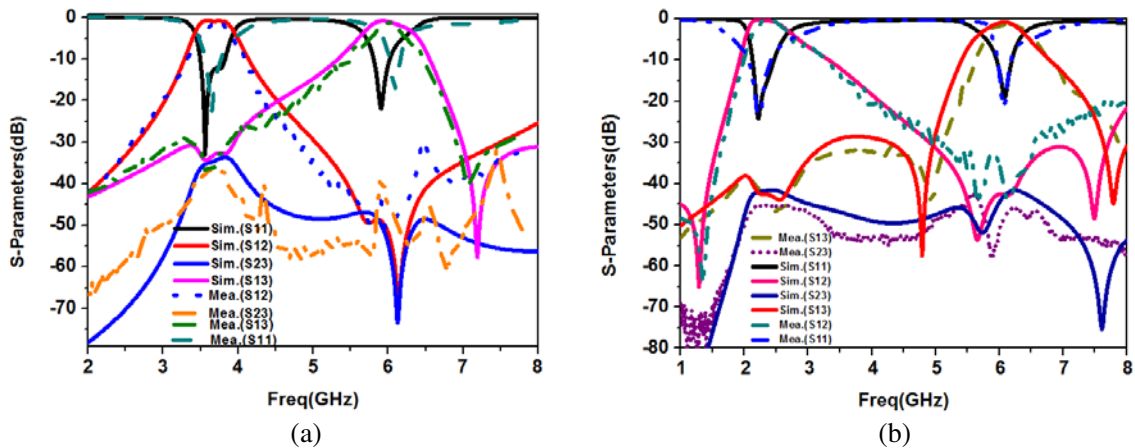 0
-10
-20
-30
-40
-50
-60
-70
S-Parameters(dB)
Sim.(S11)
Sim.(S12)
Sim.(S23)
Sim.(S13)
Mea.(S12)
Mea.(S23)
Mea.(S13)
Mea.(S11)
2 3 4 5 6 7 8
Freq(GHz)
(a)
0
-10
-20
-30
-40
-50
-60
-70
-80
S-Parameters(dB)
Mea.(S13)
Mea.(S23)
Sim.(S11)
Sim.(S12)
Sim.(S23)
Sim.(S13)
Mea.(S12)
Mea.(S11)
1 2 3 4 5 6 7 8
Freq(GHz)
(b)